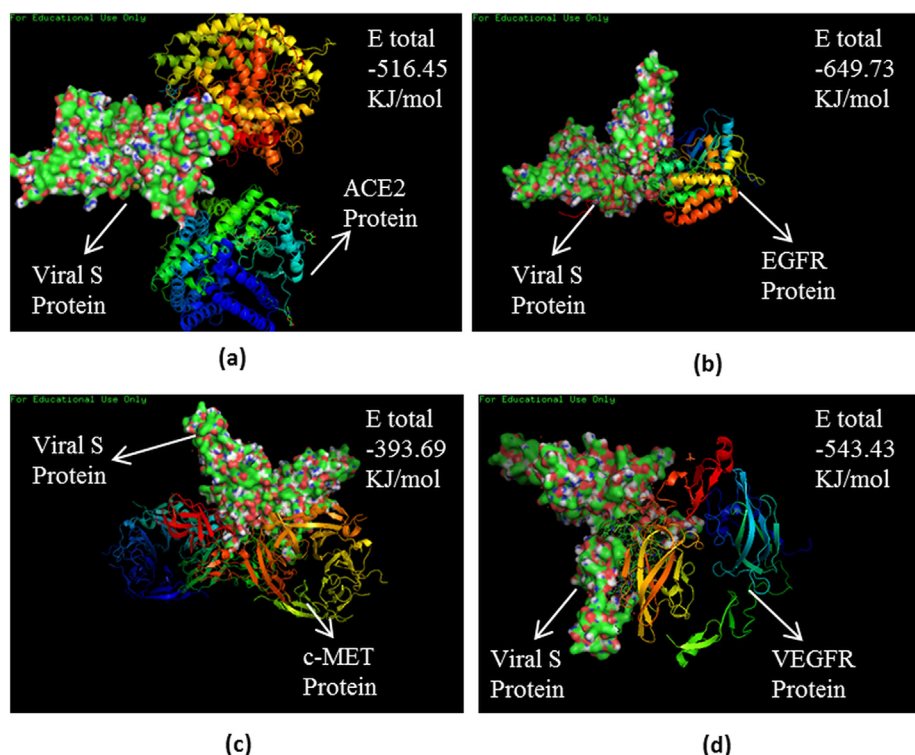 For Educational Use Only
E total
-516.45
KJ/mol
ACE2
Protein
Viral S
Protein
(a)
For Educational Use Only
E total
-649.73
KJ/mol
Viral S
Protein
EGFR
Protein
(b)
For Educational Use Only
Viral S
Protein
E total
-393.69
KJ/mol
c-MET
Protein
(c)
For Educational Use Only
E total
-543.43
KJ/mol
Viral S
Protein
VEGFR
Protein
(d)